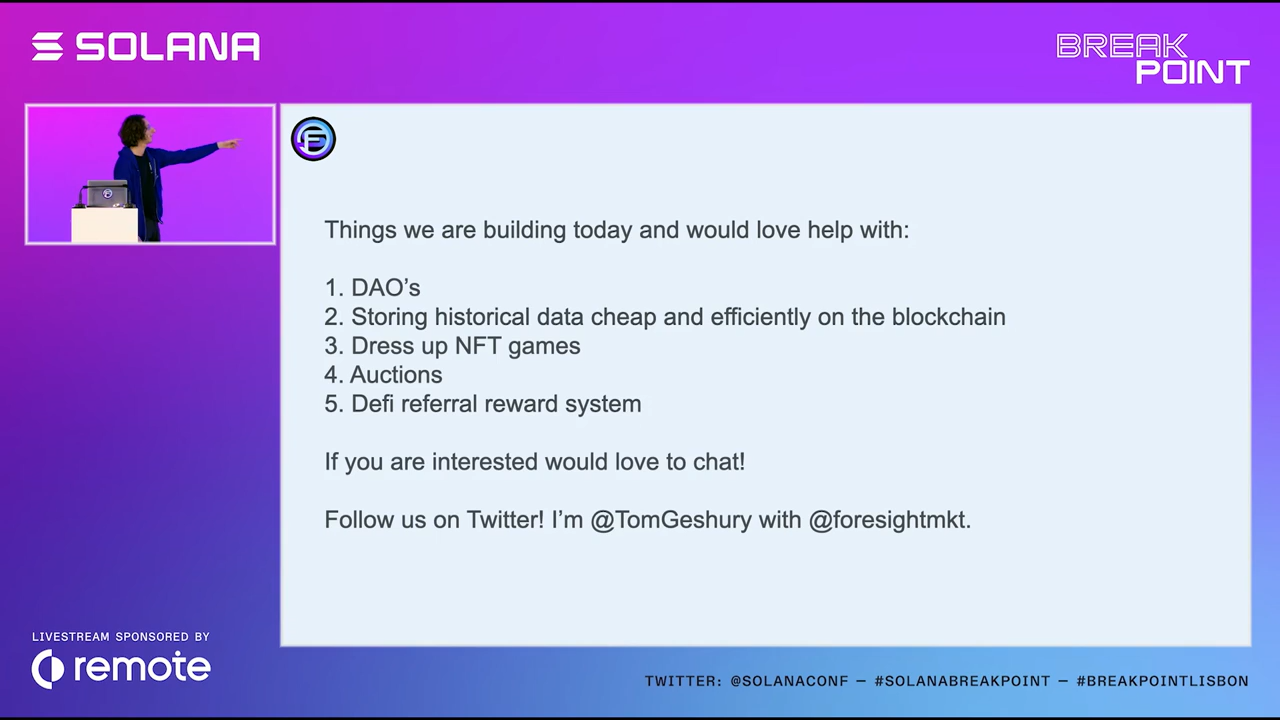 SOLANA
BREAK
POINT
F
Things we are building today and would love help with:
1. DAO’s
2. Storing historical data cheap and efficiently on the blockchain
3. Dress up NFT games
4. Auctions
5. Defi referral reward system
If you are interested would love to chat!
Follow us on Twitter! I’m @TomGeshury with @foresightmkt.
LIVESTREAM SPONSORED BY
remote
TWITTER: @SOLANACONF – #SOLANABREAKPOINT – #BREAKPOINTLISBON